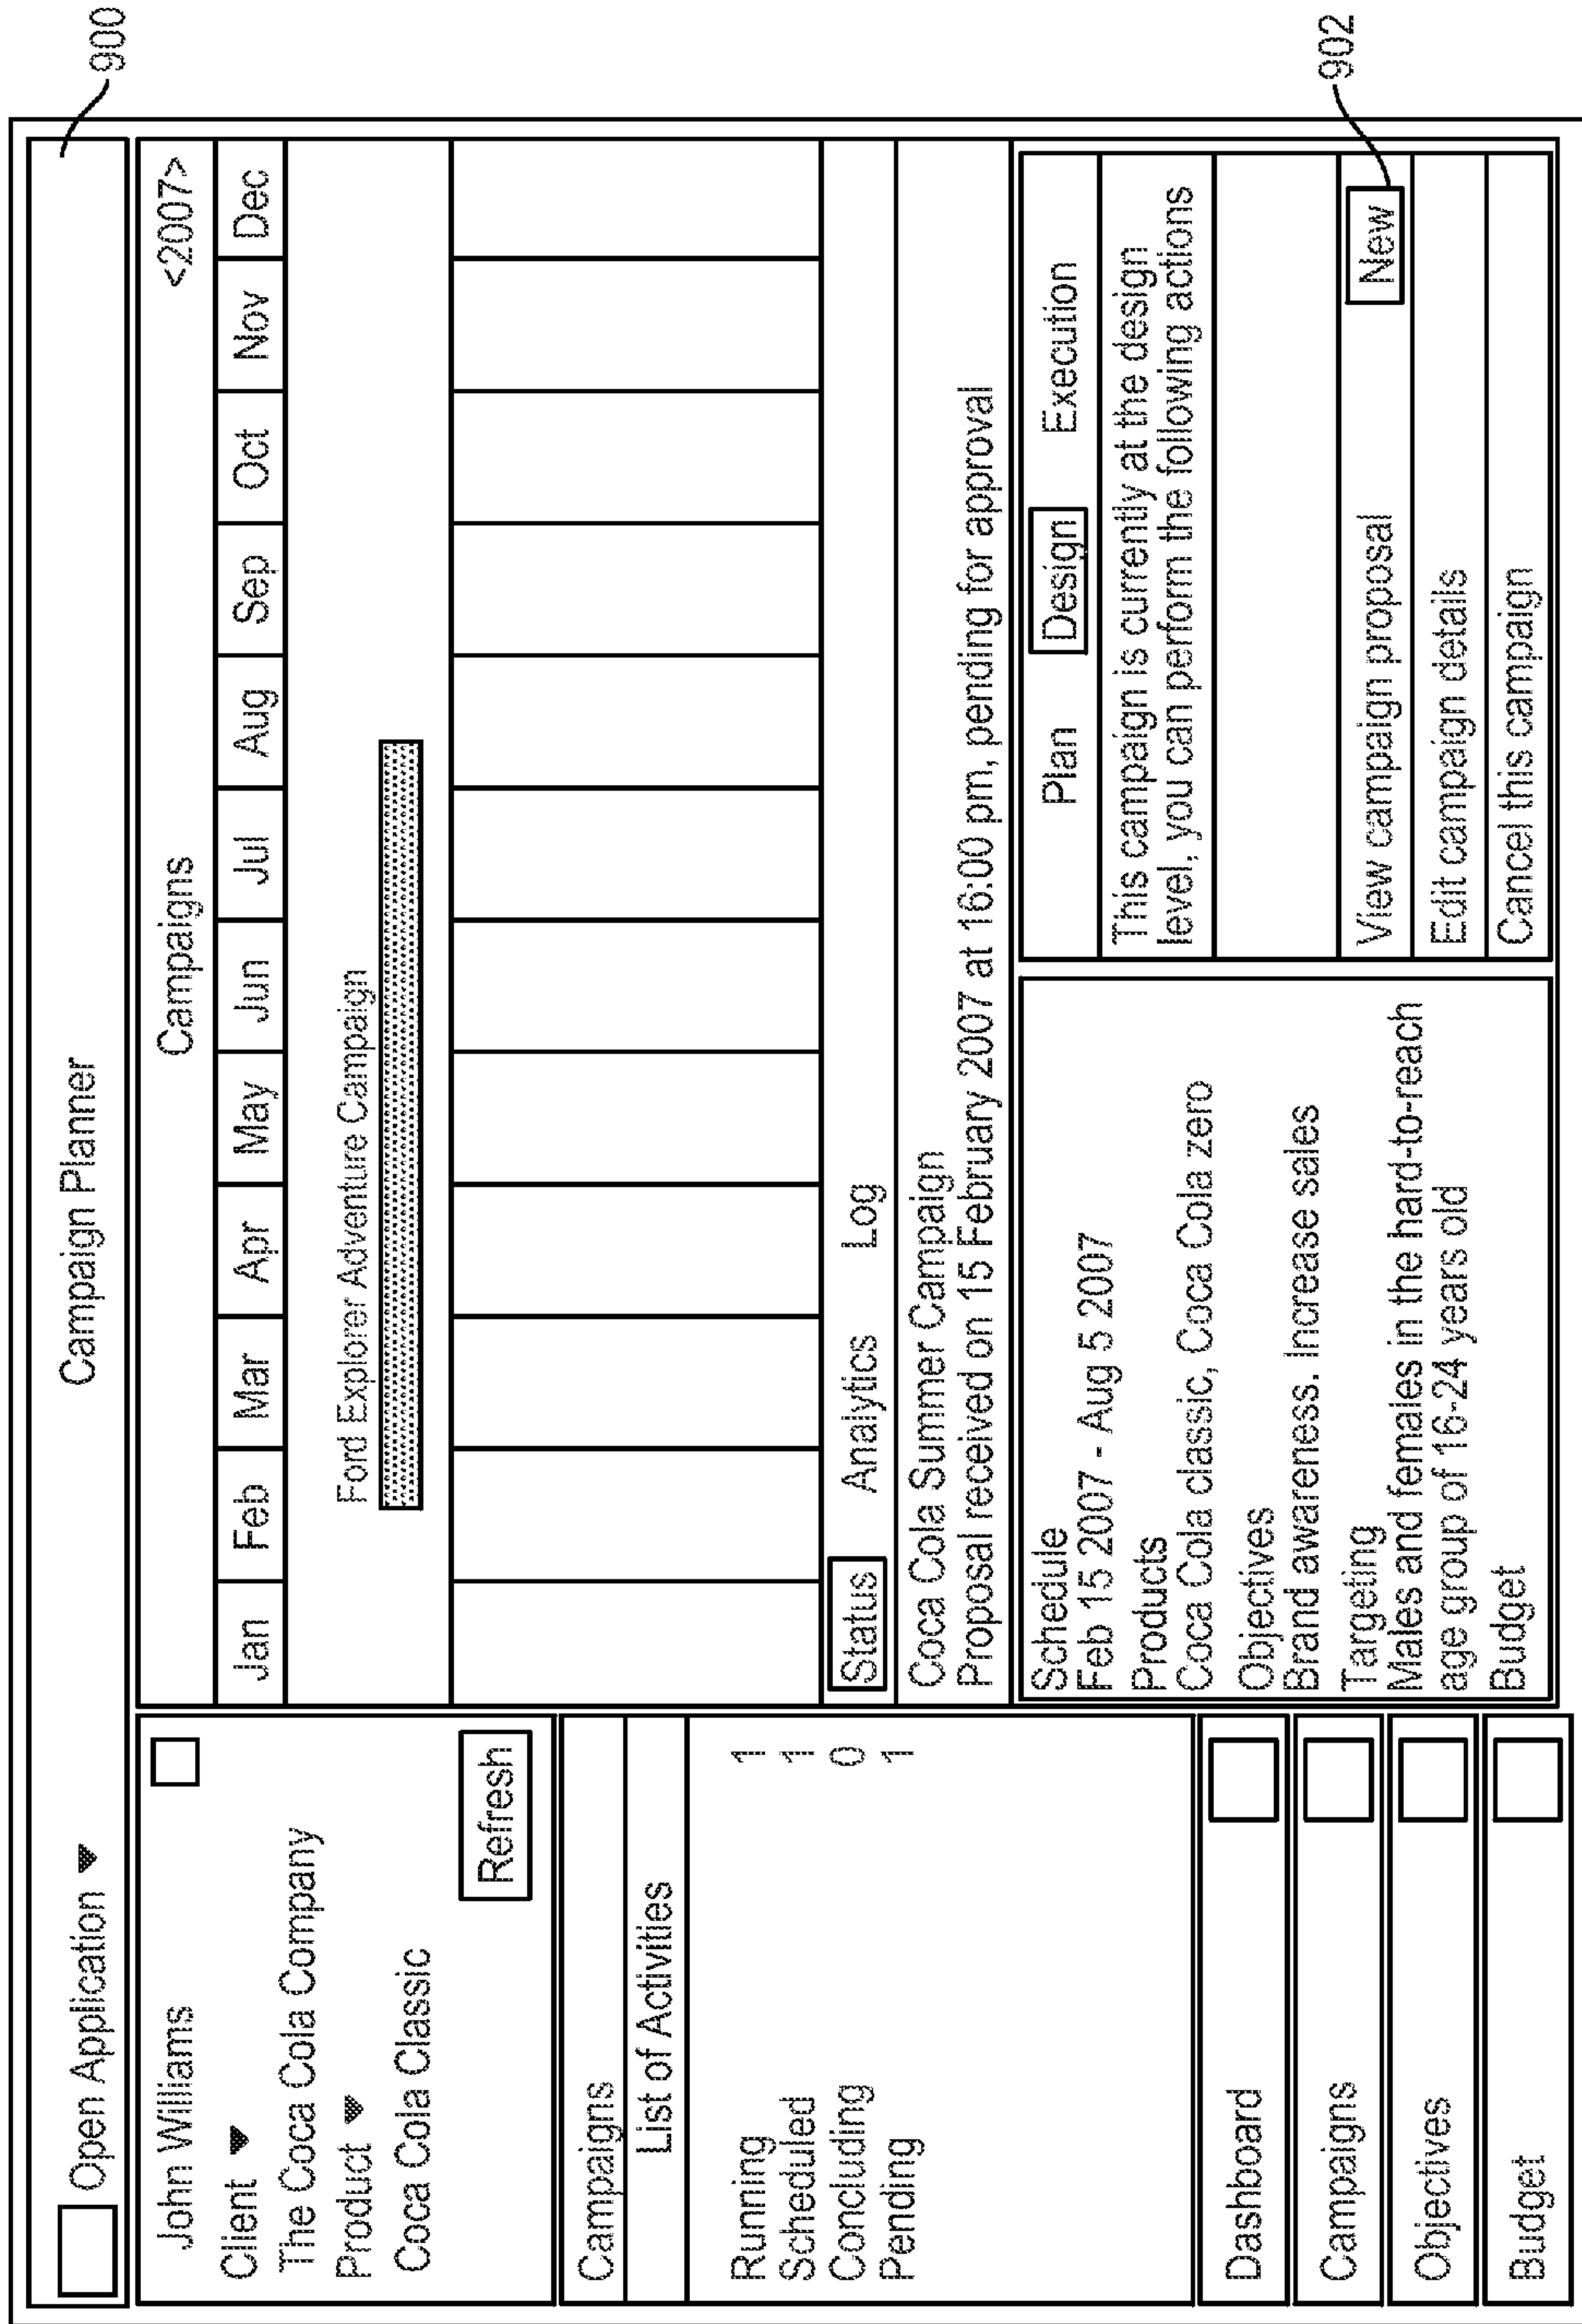 900
Open Application
Campaign Planner
John Williams
Client
The Coca Cola Company
Product
Coca Cola Classic
Refresh
Campaigns
List of Activities
Running 1
Scheduled 1
Concluding 0
Pending 1
Dashboard
Campaigns
Objectives
Budget
Campaigns <2007>
Jan Feb Mar Apr May Jun Jul Aug Sep Oct Nov Dec
Ford Explorer Adventure Campaign
Status Analytics Log
Coca Cola Summer Campaign
Proposal received on 15 February 2007 at 16:00 pm, pending for approval
Schedule
Feb 15 2007 - Aug 5 2007
Products
Coca Cola classic, Coca Cola zero
Objectives
Brand awareness. Increase sales
Targeting
Males and females in the hard-to-reach
age group of 16-24 years old
Budget
Plan Design Execution
This campaign is currently at the design
level, you can perform the following actions
View campaign proposal New
Edit campaign details
Cancel this campaign
902